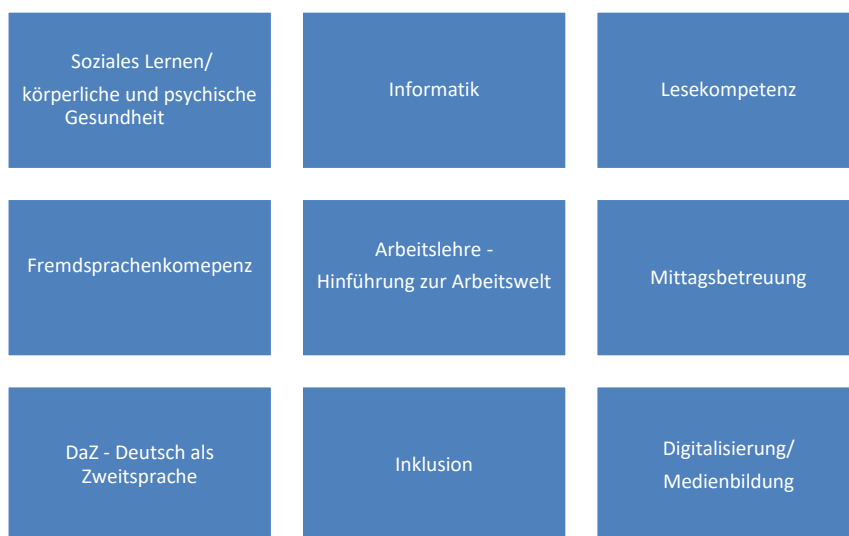 Soziales Lernen/
körperliche und psychische
Gesundheit
Informatik
Lesekompetenz
Fremdsprachenkomepenz
Arbeitslehre -
Hinführung zur Arbeitswelt
Mittagsbetreuung
DaZ - Deutsch als
Zweitsprache
Inklusion
Digitalisierung/
Medienbildung